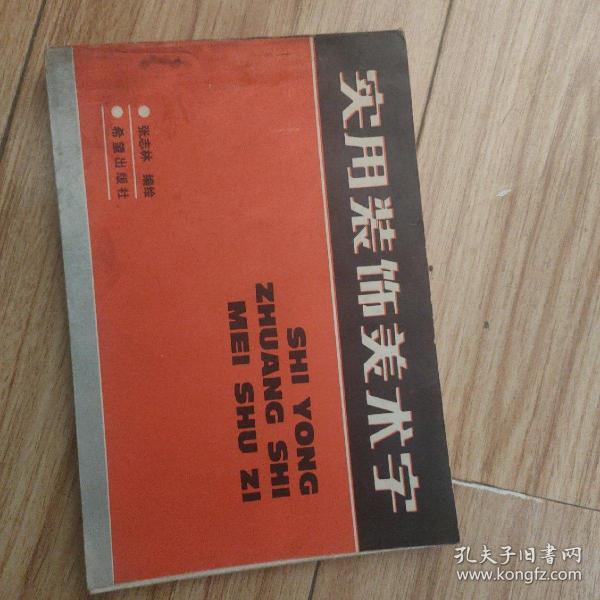 实用装饰美术字
SHI YONG
ZHUANG SHI
MEI SHU ZI
张志林 编绘
希望出版社
孔夫子旧书网
www.kongfz.com